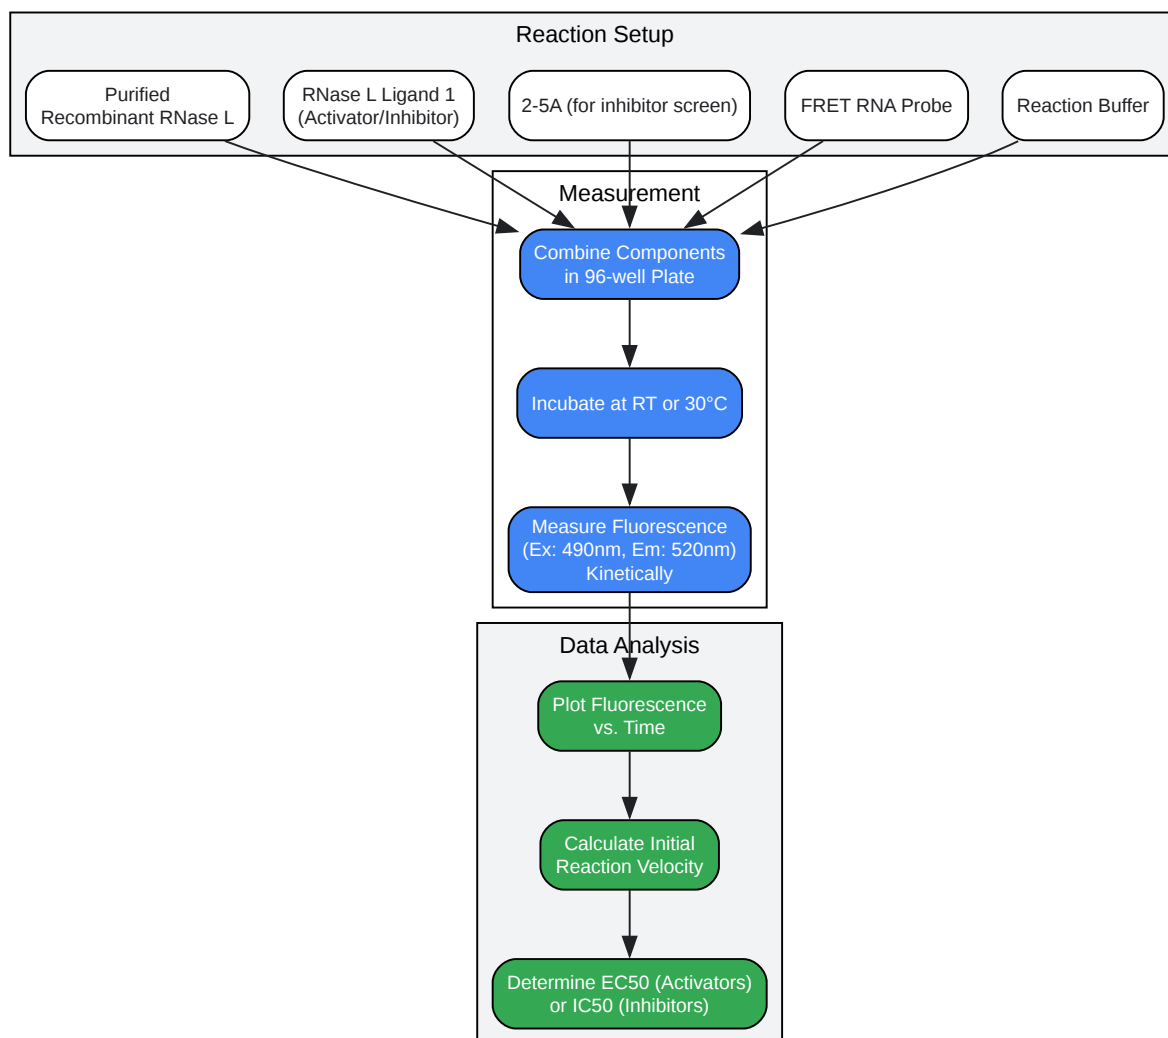 Reaction Setup
Purified
Recombinant RNase L
RNase L Ligand 1
(Activator/Inhibitor)
2-5A (for inhibitor screen)
FRET RNA Probe
Reaction Buffer
Measurement
Combine Components
in 96-well Plate
Incubate at RT or 30°C
Measure Fluorescence
(Ex: 490nm, Em: 520nm)
Kinetically
Data Analysis
Plot Fluorescence
vs. Time
Calculate Initial
Reaction Velocity
Determine EC50 (Activators)
or IC50 (Inhibitors)